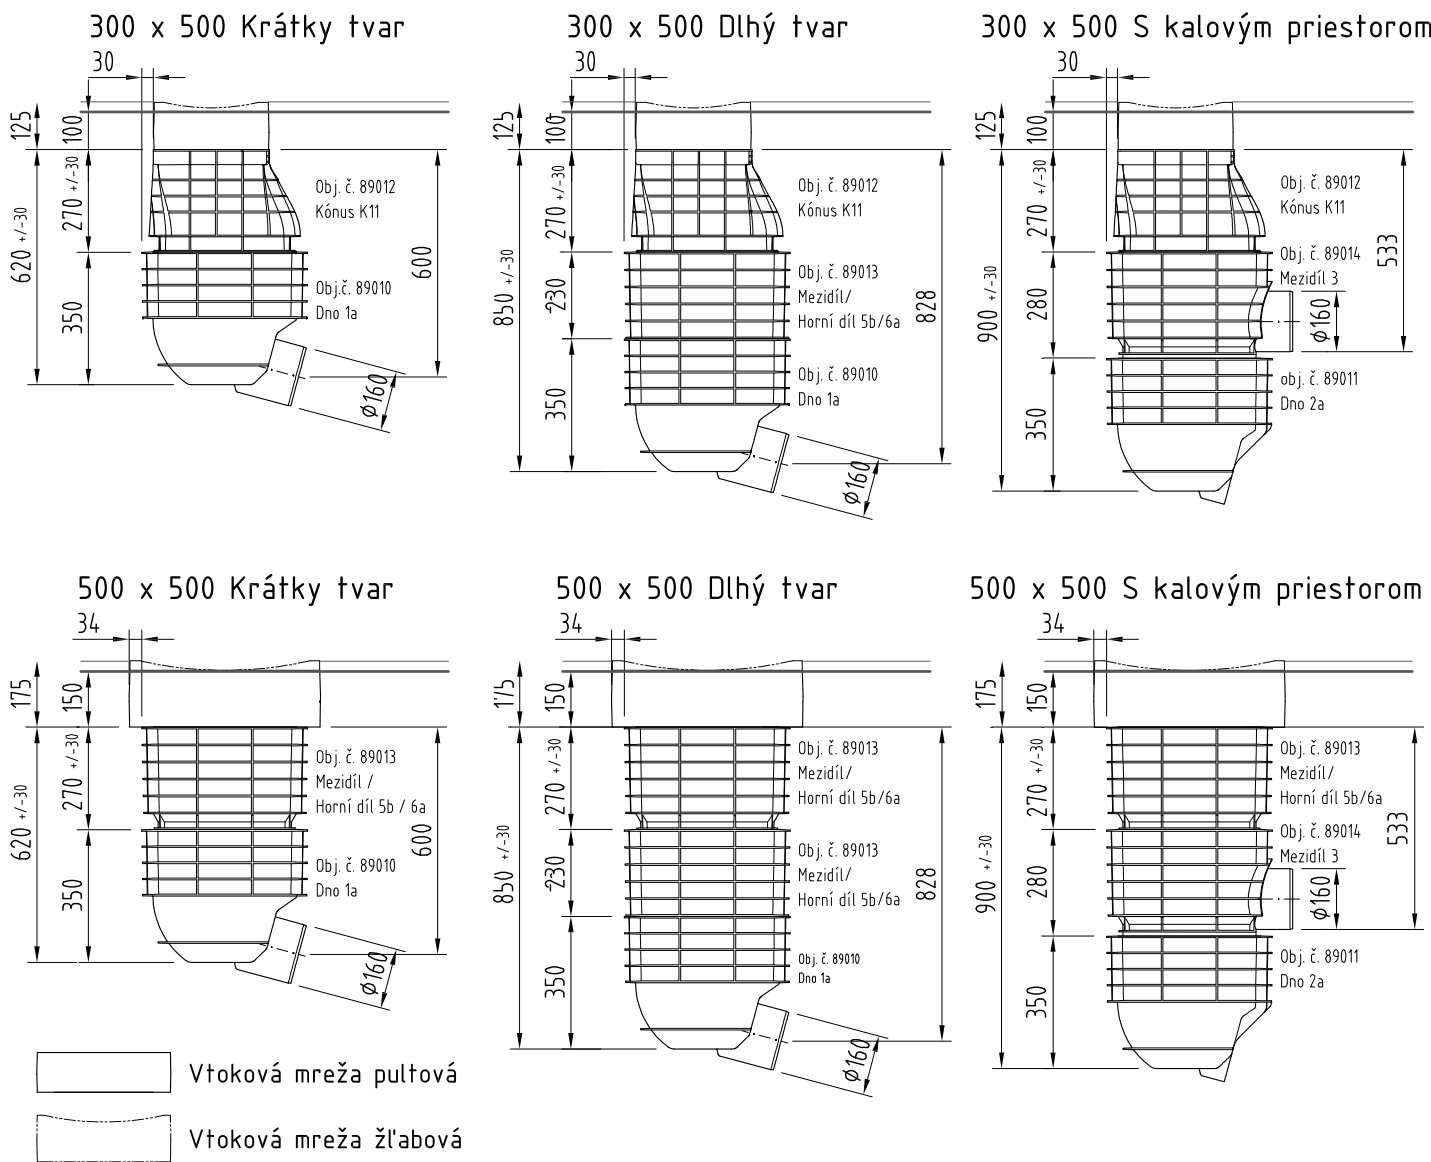 300 x 500 Krátky tvar
30
125
100
270 +/-30
620 +/-30
350
600
Obj. č. 89012
Kónus K11
Obj.č. 89010
Dno 1a
ϕ160
300 x 500 Dlhý tvar
30
125
100
270 +/-30
850 +/-30
230
350
828
Obj. č. 89012
Kónus K11
Obj. č. 89013
Mezidíl/
Horní díl 5b/6a
Obj. č. 89010
Dno 1a
ϕ160
300 x 500 S kalovým priestorom
30
125
100
270 +/-30
900 +/-30
280
350
533
Obj. č. 89012
Kónus K11
Obj. č. 89014
Mezidíl 3
ϕ160
obj. č. 89011
Dno 2a
500 x 500 Krátky tvar
34
175
150
270 +/-30
620 +/-30
350
600
Obj. č. 89013
Mezidíl /
Horní díl 5b / 6a
Obj. č. 89010
Dno 1a
ϕ160
500 x 500 Dlhý tvar
34
175
150
270 +/-30
850 +/-30
230
350
828
Obj. č. 89013
Mezidíl/
Horní díl 5b/6a
Obj. č. 89013
Mezidíl/
Horní díl 5b/6a
Obj. č. 89010
Dno 1a
ϕ160
500 x 500 S kalovým priestorom
34
175
150
270 +/-30
900 +/-30
280
350
533
Obj. č. 89013
Mezidíl/
Horní díl 5b/6a
Obj. č. 89014
Mezidíl 3
ϕ160
Obj. č. 89011
Dno 2a
Vtoková mreža pultová
Vtoková mreža žľabová